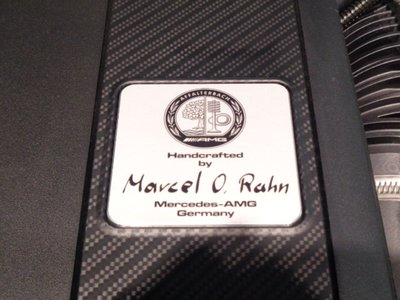 AFFALTERBACH
AMG
Handcrafted
by
Marcel O. Rahn
Mercedes-AMG
Germany